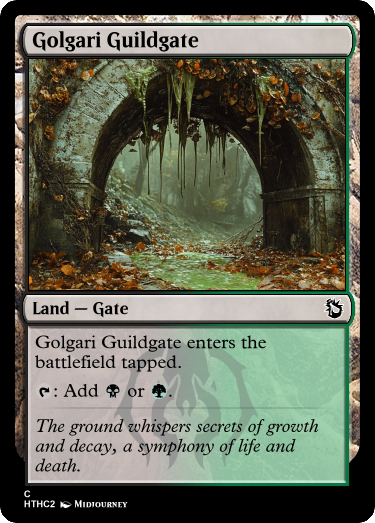 Golgari Guildgate
Land — Gate
Golgari Guildgate enters the
battlefield tapped.
: Add or .
The ground whispers secrets of growth
and decay, a symphony of life and
death.
C
HTHC2 Midjourney